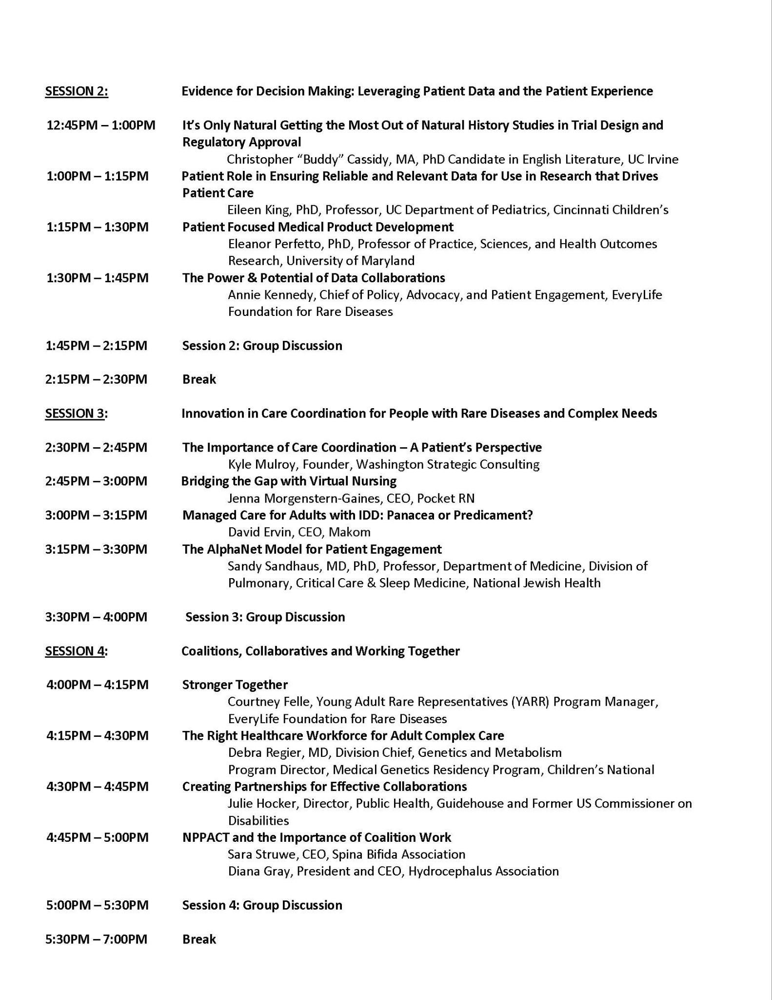 SESSION 2: Evidence for Decision Making: Leveraging Patient Data and the Patient Experience
12:45PM – 1:00PM It’s Only Natural Getting the Most Out of Natural History Studies in Trial Design and
Regulatory Approval
Christopher “Buddy” Cassidy, MA, PhD Candidate in English Literature, UC Irvine
1:00PM – 1:15PM Patient Role in Ensuring Reliable and Relevant Data for Use in Research that Drives
Patient Care
Eileen King, PhD, Professor, UC Department of Pediatrics, Cincinnati Children’s
1:15PM – 1:30PM Patient Focused Medical Product Development
Eleanor Perfetto, PhD, Professor of Practice, Sciences, and Health Outcomes
Research, University of Maryland
1:30PM – 1:45PM The Power & Potential of Data Collaborations
Annie Kennedy, Chief of Policy, Advocacy, and Patient Engagement, EveryLife
Foundation for Rare Diseases
1:45PM – 2:15PM Session 2: Group Discussion
2:15PM – 2:30PM Break
SESSION 3: Innovation in Care Coordination for People with Rare Diseases and Complex Needs
2:30PM – 2:45PM The Importance of Care Coordination – A Patient’s Perspective
Kyle Mulroy, Founder, Washington Strategic Consulting
2:45PM – 3:00PM Bridging the Gap with Virtual Nursing
Jenna Morgenstern-Gaines, CEO, Pocket RN
3:00PM – 3:15PM Managed Care for Adults with IDD: Panacea or Predicament?
David Ervin, CEO, Makom
3:15PM – 3:30PM The AlphaNet Model for Patient Engagement
Sandy Sandhaus, MD, PhD, Professor, Department of Medicine, Division of
Pulmonary, Critical Care & Sleep Medicine, National Jewish Health
3:30PM – 4:00PM Session 3: Group Discussion
SESSION 4: Coalitions, Collaboratives and Working Together
4:00PM – 4:15PM Stronger Together
Courtney Felle, Young Adult Rare Representatives (YARR) Program Manager,
EveryLife Foundation for Rare Diseases
4:15PM – 4:30PM The Right Healthcare Workforce for Adult Complex Care
Debra Regier, MD, Division Chief, Genetics and Metabolism
Program Director, Medical Genetics Residency Program, Children’s National
4:30PM – 4:45PM Creating Partnerships for Effective Collaborations
Julie Hocker, Director, Public Health, Guidehouse and Former US Commissioner on
Disabilities
4:45PM – 5:00PM NPPACT and the Importance of Coalition Work
Sara Struwe, CEO, Spina Bifida Association
Diana Gray, President and CEO, Hydrocephalus Association
5:00PM – 5:30PM Session 4: Group Discussion
5:30PM – 7:00PM Break